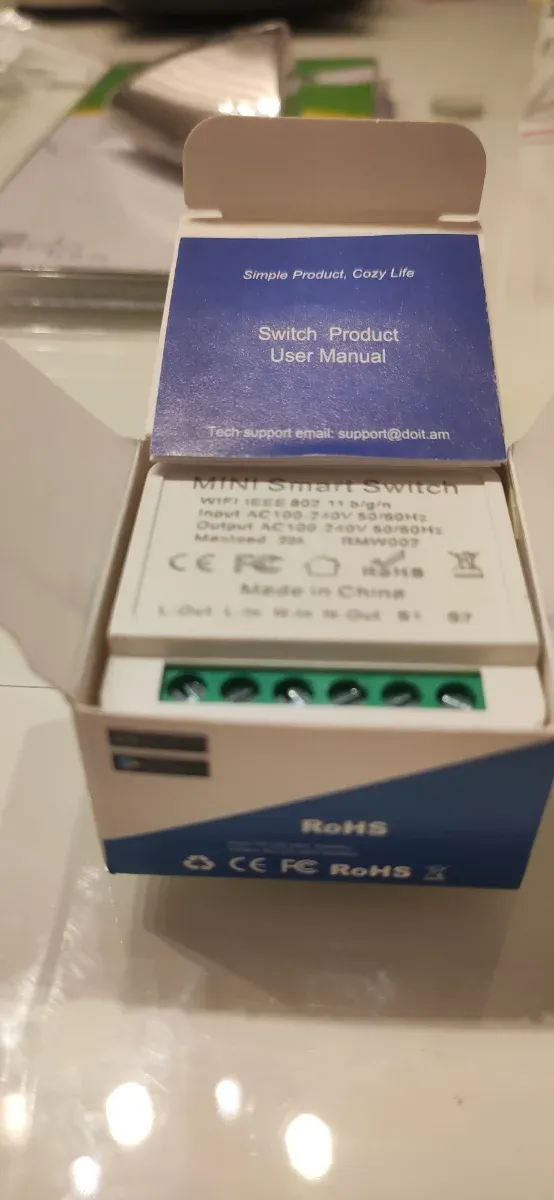 Simple Product, Cozy Life
Switch Product
User Manual
Tech support email: support@doit.am
MINI Smart Switch
WIFI IEEE 802.11 b/g/n
Input AC100-240V 50/60Hz
Output AC100-240V 50/60Hz
Maxload RMW002
CE FC RoHS
Made in China
L-Out L-In N-In N-Out S1 S2
RoHS
CE FC RoHS